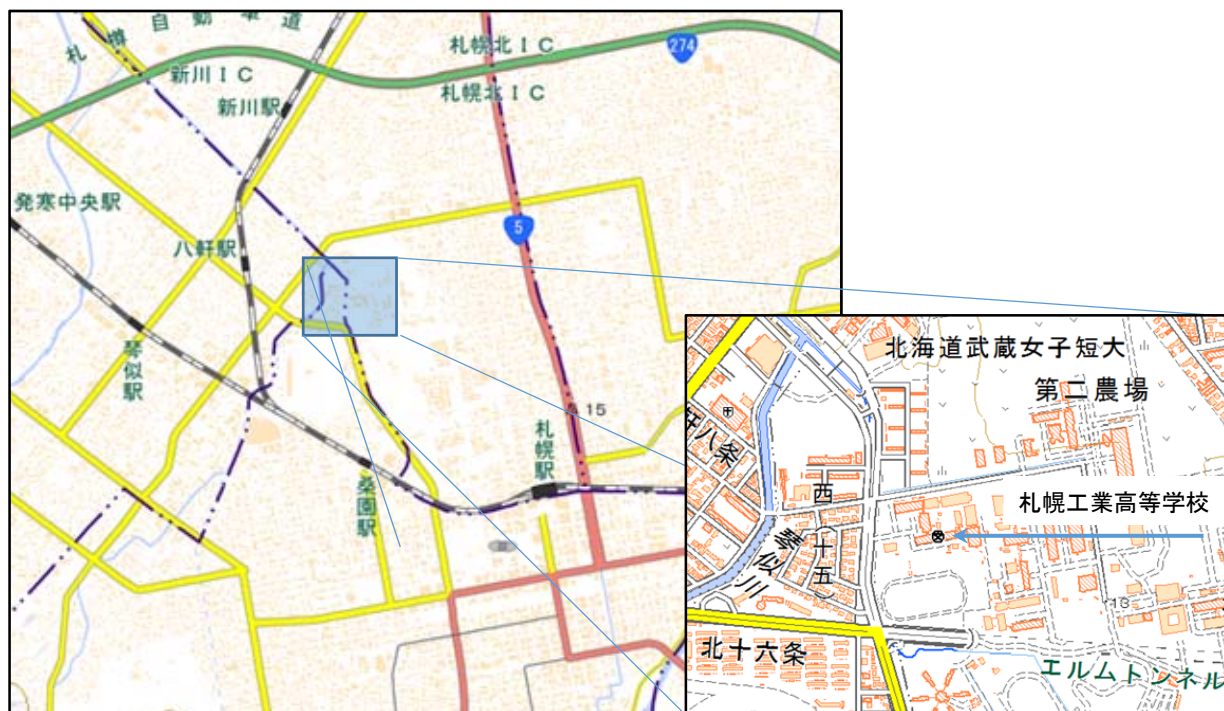 札樽自動車道
274
札幌北IC
新川IC
札幌北IC
新川駅
発寒中央駅
5
八軒駅
琴似駅
15
札幌駅
桑園駅
北海道武蔵女子短大
第二農場
軒八条
西
札幌工業高等学校
(十五)
琴似川
13
北十六条
エルムトンネル